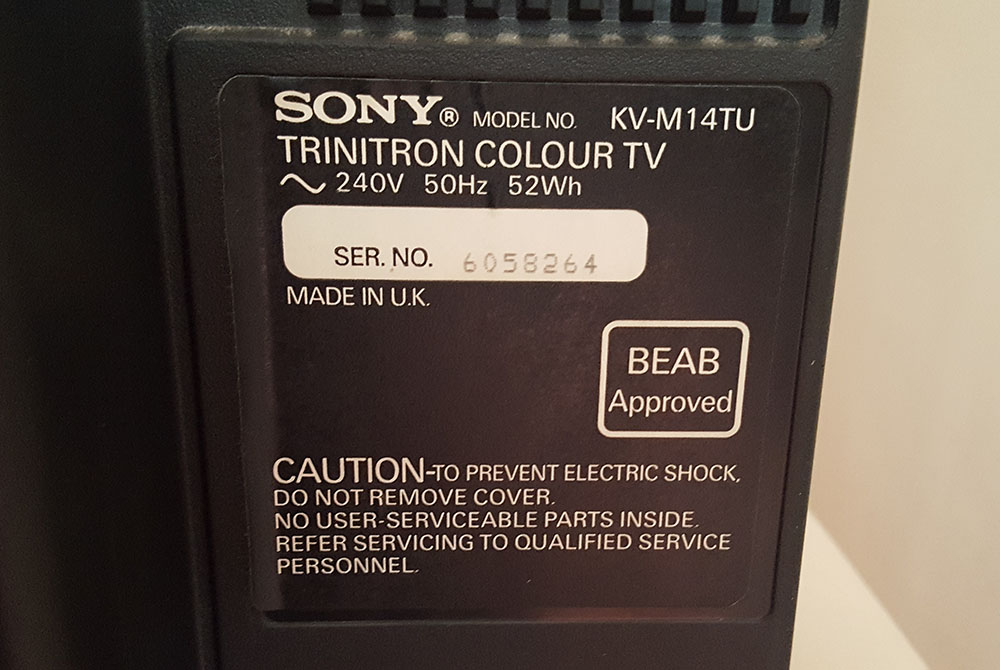 SONY® MODEL NO. KV-M14TU
TRINITRON COLOUR TV
~ 240V 50Hz 52Wh
SER. NO. 6058264
MADE IN U.K.
BEAB
Approved
CAUTION-TO PREVENT ELECTRIC SHOCK,
DO NOT REMOVE COVER.
NO USER-SERVICEABLE PARTS INSIDE.
REFER SERVICING TO QUALIFIED SERVICE
PERSONNEL.